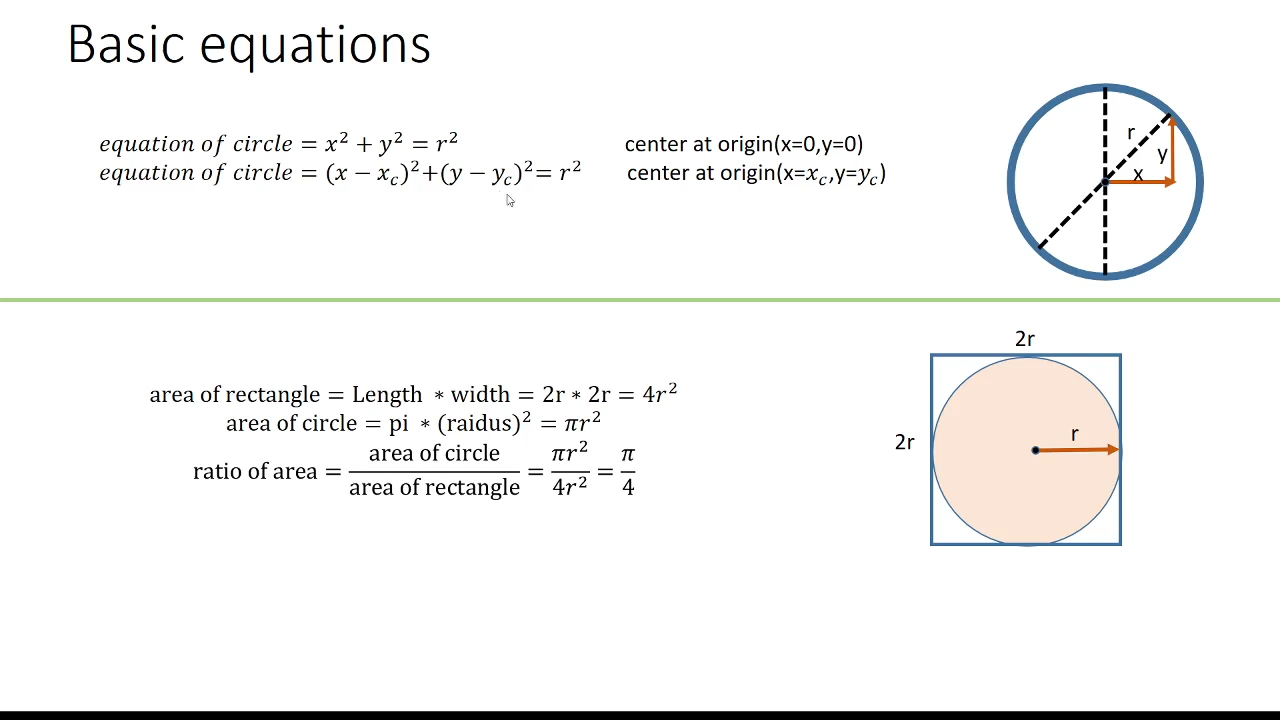 Basic equations
equation of circle = x² + y² = r² center at origin(x=0,y=0)
equation of circle = (x − x_c)²+(y − y_c)²= r² center at origin(x=x_c,y=y_c)
r
y
x
2r
area of rectangle = Length ∗ width = 2r ∗ 2r = 4r²
area of circle = pi ∗ (raidus)² = πr²
ratio of area = area of circle / area of rectangle = πr² / 4r² = π / 4
2r
r